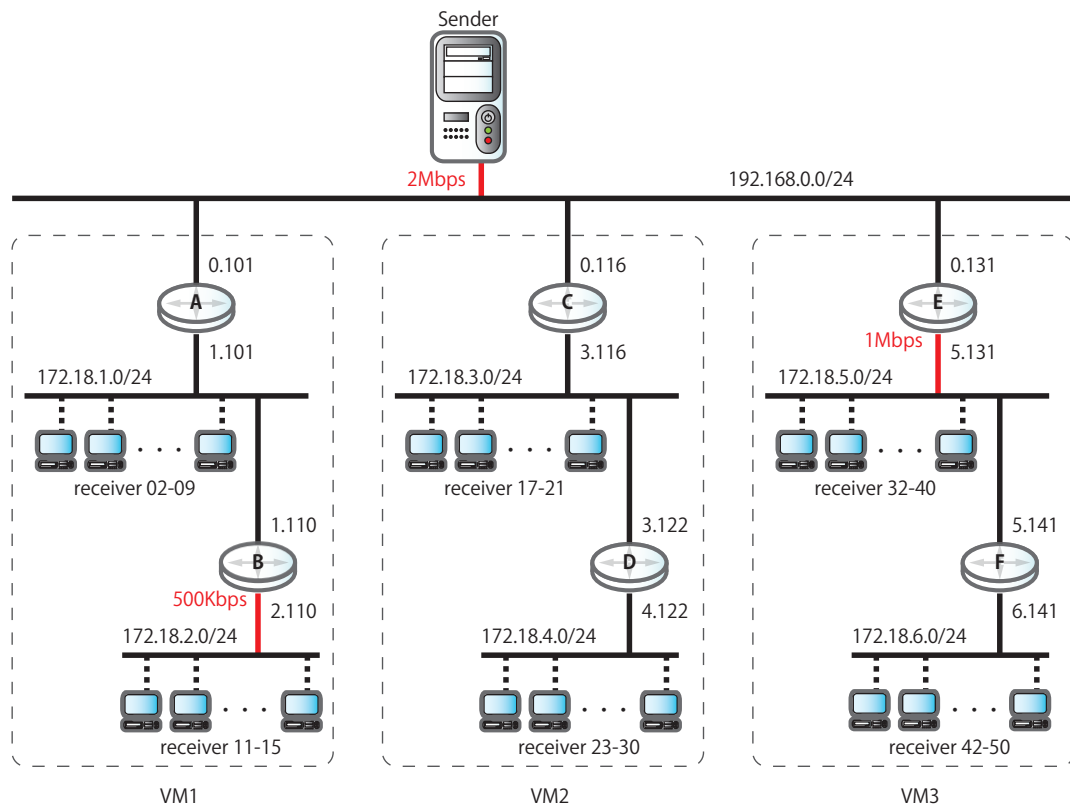 Sender
2Mbps
192.168.0.0/24
0.101
0.116
0.131
A
C
E
1.101
3.116
1Mbps
5.131
172.18.1.0/24
172.18.3.0/24
172.18.5.0/24
. . .
. . .
. . .
receiver 02-09
receiver 17-21
receiver 32-40
1.110
3.122
5.141
B
D
F
500Kbps
2.110
4.122
6.141
172.18.2.0/24
172.18.4.0/24
172.18.6.0/24
. . .
. . .
. . .
receiver 11-15
receiver 23-30
receiver 42-50
VM1
VM2
VM3